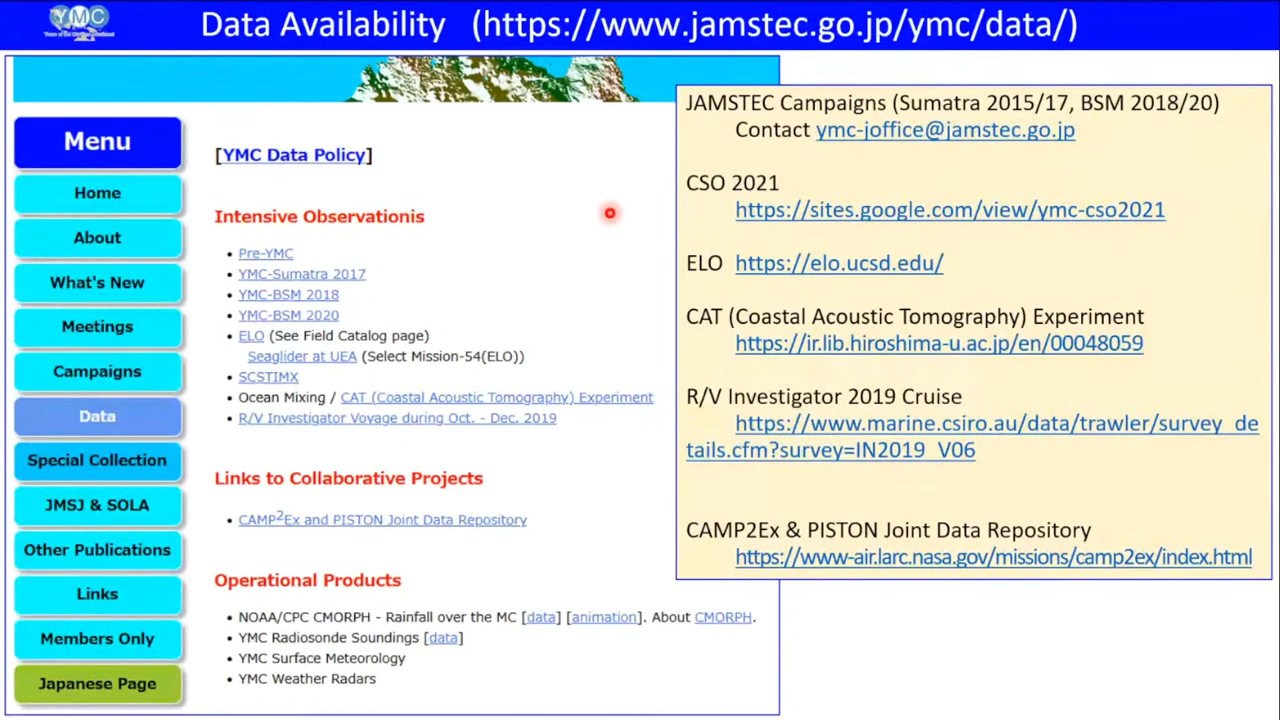 YMC
Data Availability (https://www.jamstec.go.jp/ymc/data/)
Menu
Home
About
What's New
Meetings
Campaigns
Data
Special Collection
JMSJ & SOLA
Other Publications
Links
Members Only
Japanese Page
[YMC Data Policy]
Intensive Observationis
• Pre-YMC
• YMC-Sumatra 2017
• YMC-BSM 2018
• YMC-BSM 2020
• ELO (See Field Catalog page)
Seaglider at UEA (Select Mission-54(ELO))
• SCSTIMX
• Ocean Mixing / CAT (Coastal Acoustic Tomography) Experiment
• R/V Investigator Voyage during Oct. - Dec. 2019
Links to Collaborative Projects
• CAMP2Ex and PISTON Joint Data Repository
Operational Products
• NOAA/CPC CMORPH - Rainfall over the MC [data] [animation]. About CMORPH.
• YMC Radiosonde Soundings [data]
• YMC Surface Meteorology
• YMC Weather Radars
JAMSTEC Campaigns (Sumatra 2015/17, BSM 2018/20)
Contact ymc-joffice@jamstec.go.jp
CSO 2021
https://sites.google.com/view/ymc-cso2021
ELO https://elo.ucsd.edu/
CAT (Coastal Acoustic Tomography) Experiment
https://ir.lib.hiroshima-u.ac.jp/en/00048059
R/V Investigator 2019 Cruise
https://www.marine.csiro.au/data/trawler/survey_de
tails.cfm?survey=IN2019_V06
CAMP2Ex & PISTON Joint Data Repository
https://www-air.larc.nasa.gov/missions/camp2ex/index.html